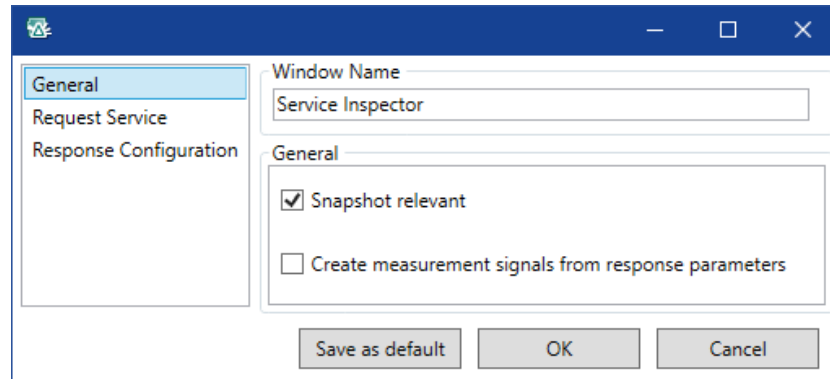 General
Request Service
Response Configuration
Window Name
Service Inspector
General
Snapshot relevant
Create measurement signals from response parameters
Save as default
OK
Cancel